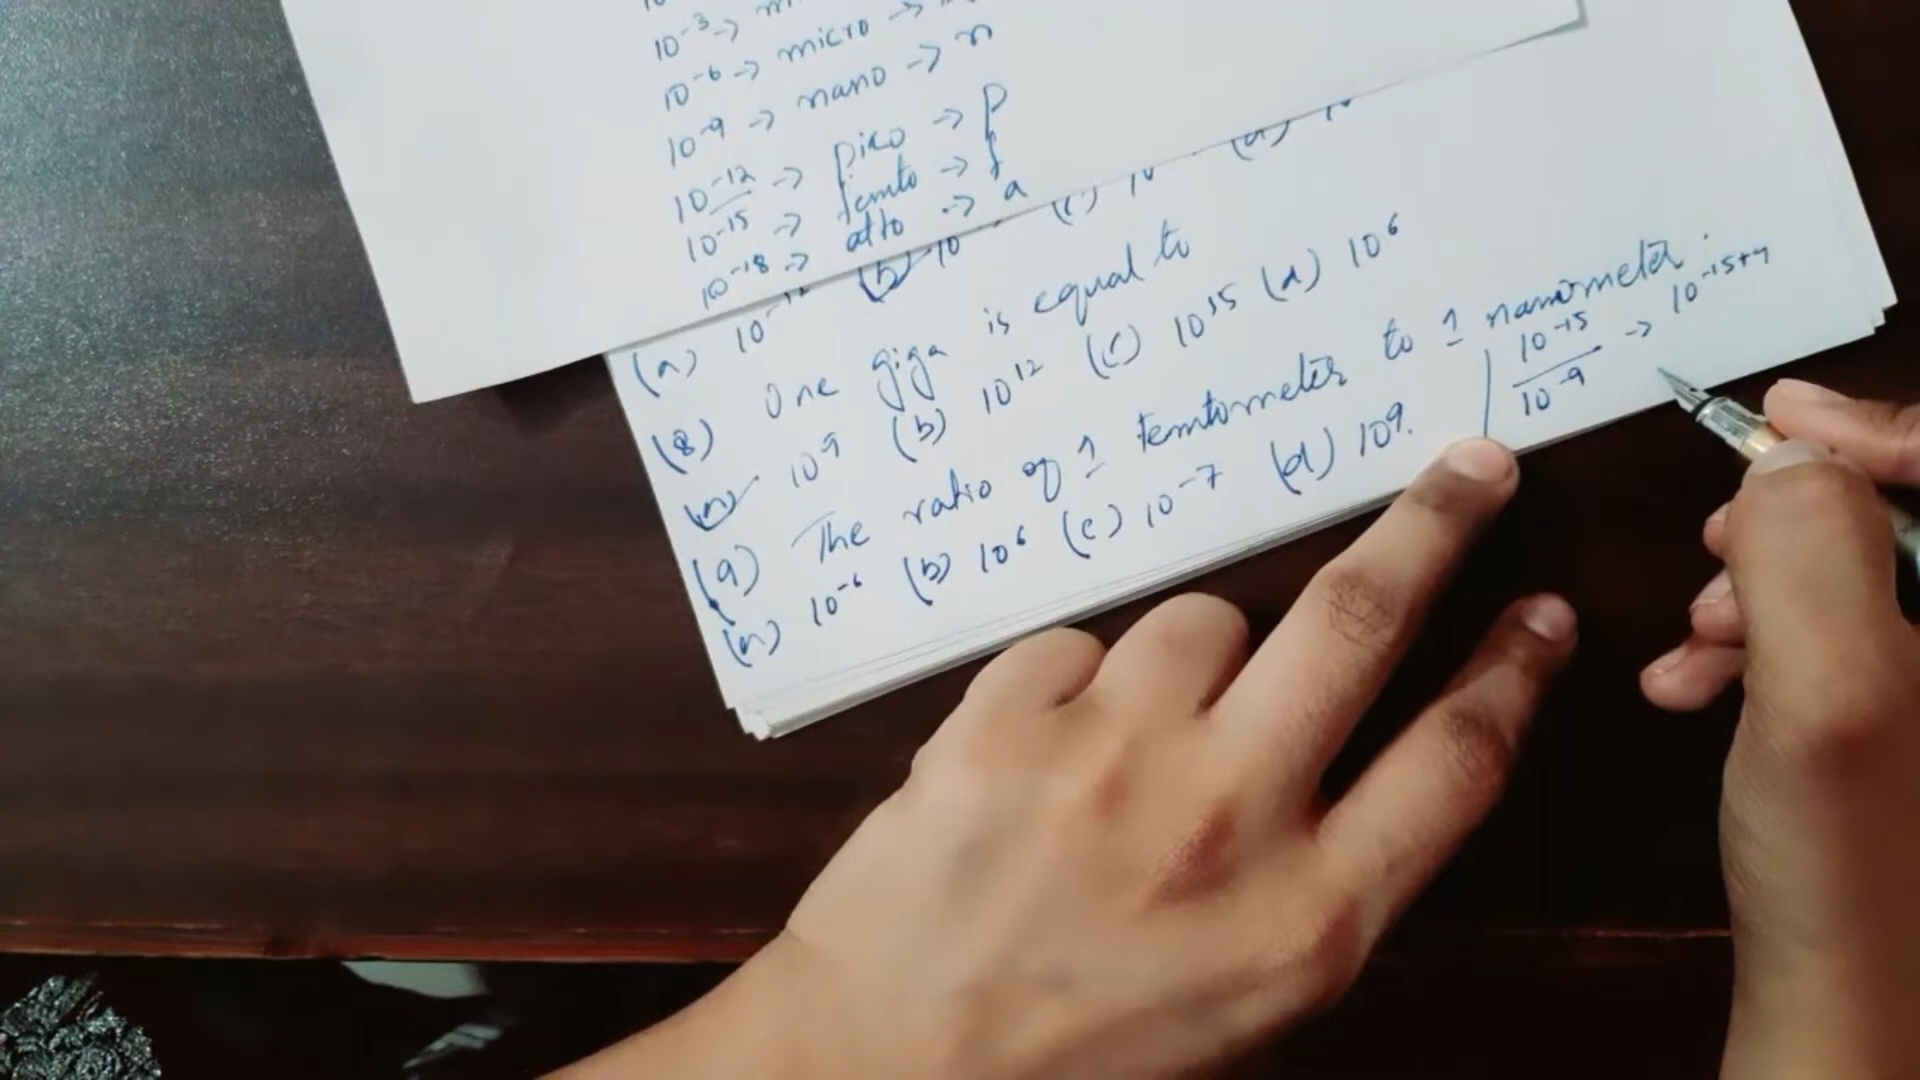 10⁻³ →
10⁻⁶ → micro →
10⁻⁹ → nano → n
10⁻¹² → pico → p
10⁻¹⁵ → femto → f
10⁻¹⁸ → atto → a
(a) 10⁻¹² (b) 10 (c) (d)
(8) One giga is equal to
(a) 10⁹ (b) 10¹² (c) 10¹⁵ (d) 10⁶
(9) The ratio of 1 femtometer to 1 nanometer.
(a) 10⁻⁶ (b) 10⁶ (c) 10⁻⁷ (d) 10⁹.
10⁻¹⁵ → 10⁻¹⁵⁺⁹
10⁻⁹